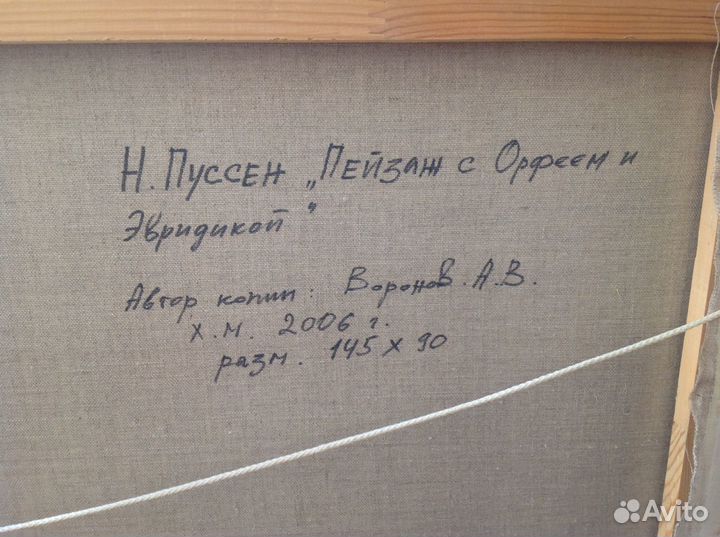 Н. Пуссен „Пейзаж с Орфеем и
Эвридикой"
Автор копии: Воронов. А.В.
х.м. 2006 г.
разм. 145 х 90
Avito